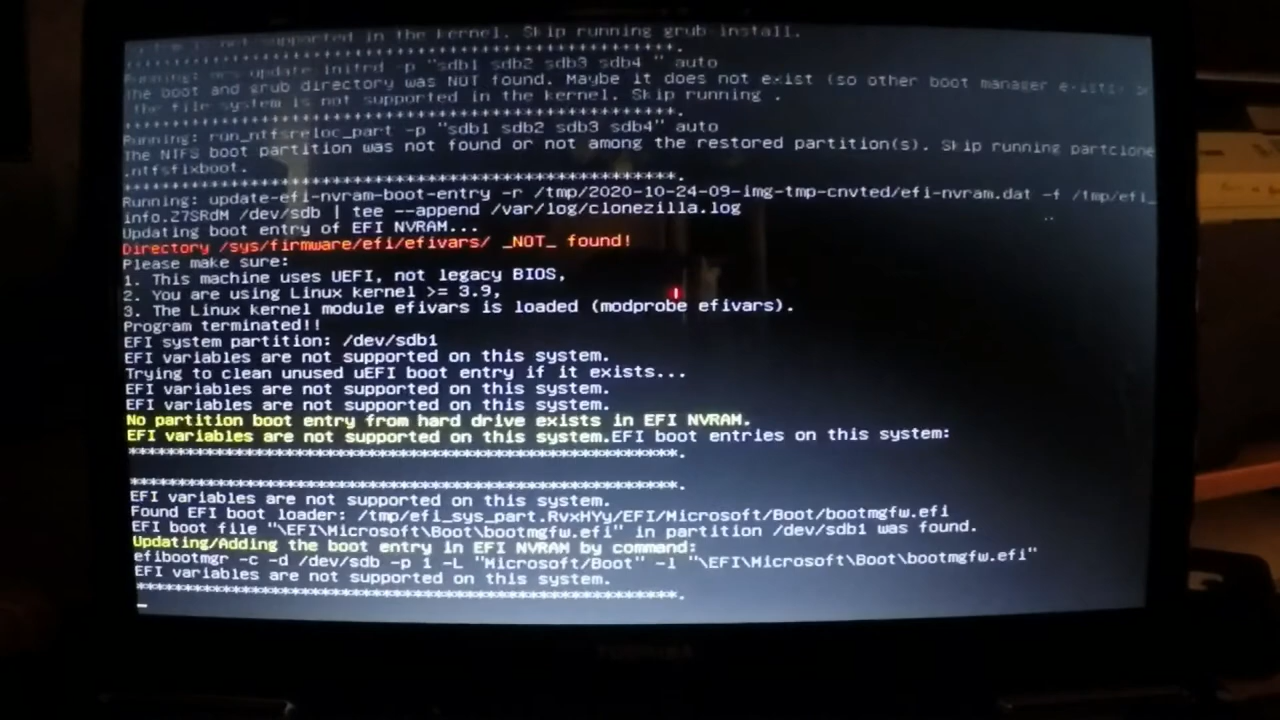 is not supported in the kernel. Skip running grub install.
****************************************************.
Running: update initrd -p "sdb1 sdb2 sdb3 sdb4 " auto
The boot and grub directory was NOT found. Maybe it does not exist (so other boot manager exists)
the file system is not supported in the kernel. Skip running .
****************************************************.
Running: run_ntfsreloc_part -p "sdb1 sdb2 sdb3 sdb4" auto
The NTFS boot partition was not found or not among the restored partition(s). Skip running partclone
.ntfsfixboot.
****************************************************.
Running: update-efi-nvram-boot-entry -r /tmp/2020-10-24-09-img-tmp-cnvted/efi-nvram.dat -f /tmp/efi_
info.Z7SRdM /dev/sdb | tee --append /var/log/clonezilla.log
Updating boot entry of EFI NVRAM...
Directory /sys/firmware/efi/efivars/ _NOT_ found!
Please make sure:
1. This machine uses UEFI, not legacy BIOS,
2. You are using Linux kernel >= 3.9,
3. The Linux kernel module efivars is loaded (modprobe efivars).
Program terminated!!
EFI system partition: /dev/sdb1
EFI variables are not supported on this system.
Trying to clean unused uEFI boot entry if it exists...
EFI variables are not supported on this system.
EFI variables are not supported on this system.
No partition boot entry from hard drive exists in EFI NVRAM.
EFI variables are not supported on this system.EFI boot entries on this system:
****************************************************.
****************************************************.
EFI variables are not supported on this system.
Found EFI boot loader: /tmp/efi_sys_part.RvxHYy/EFI/Microsoft/Boot/bootmgfw.efi
EFI boot file "\EFI\Microsoft\Boot\bootmgfw.efi" in partition /dev/sdb1 was found.
Updating/Adding the boot entry in EFI NVRAM by command:
efibootmgr -c -d /dev/sdb -p 1 -L "Microsoft/Boot" -l "\EFI\Microsoft\Boot\bootmgfw.efi"
EFI variables are not supported on this system.
****************************************************.
TOSHIBA